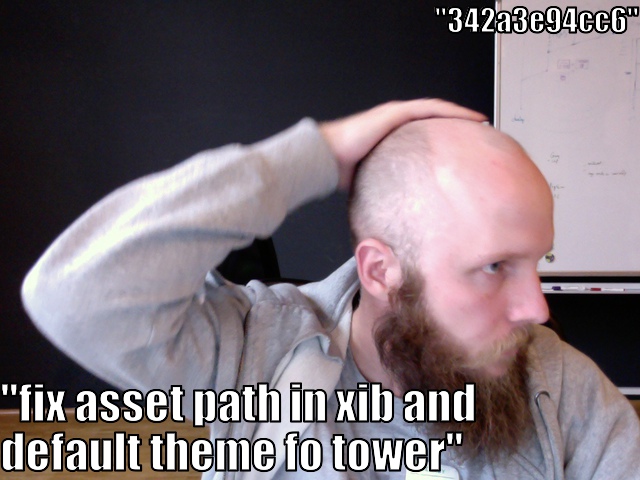 "342a3e94cc6"
"fix asset path in xib and
default theme fo tower"